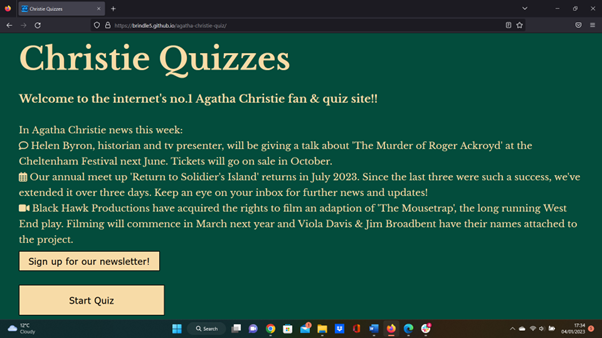 Christie Quizzes
https://brindle5.github.io/agatha-christie-quiz/
Christie Quizzes
Welcome to the internet's no.1 Agatha Christie fan & quiz site!!
In Agatha Christie news this week:
Helen Byron, historian and tv presenter, will be giving a talk about 'The Murder of Roger Ackroyd' at the
Cheltenham Festival next June. Tickets will go on sale in October.
Our annual meet up 'Return to Solidier's Island' returns in July 2023. Since the last three were such a success, we've
extended it over three days. Keep an eye on your inbox for further news and updates!
Black Hawk Productions have acquired the rights to film an adaption of 'The Mousetrap', the long running West
End play. Filming will commence in March next year and Viola Davis & Jim Broadbent have their names attached to
the project.
Sign up for our newsletter!
Start Quiz
12°C
Cloudy
Search
17:34
04/01/2023